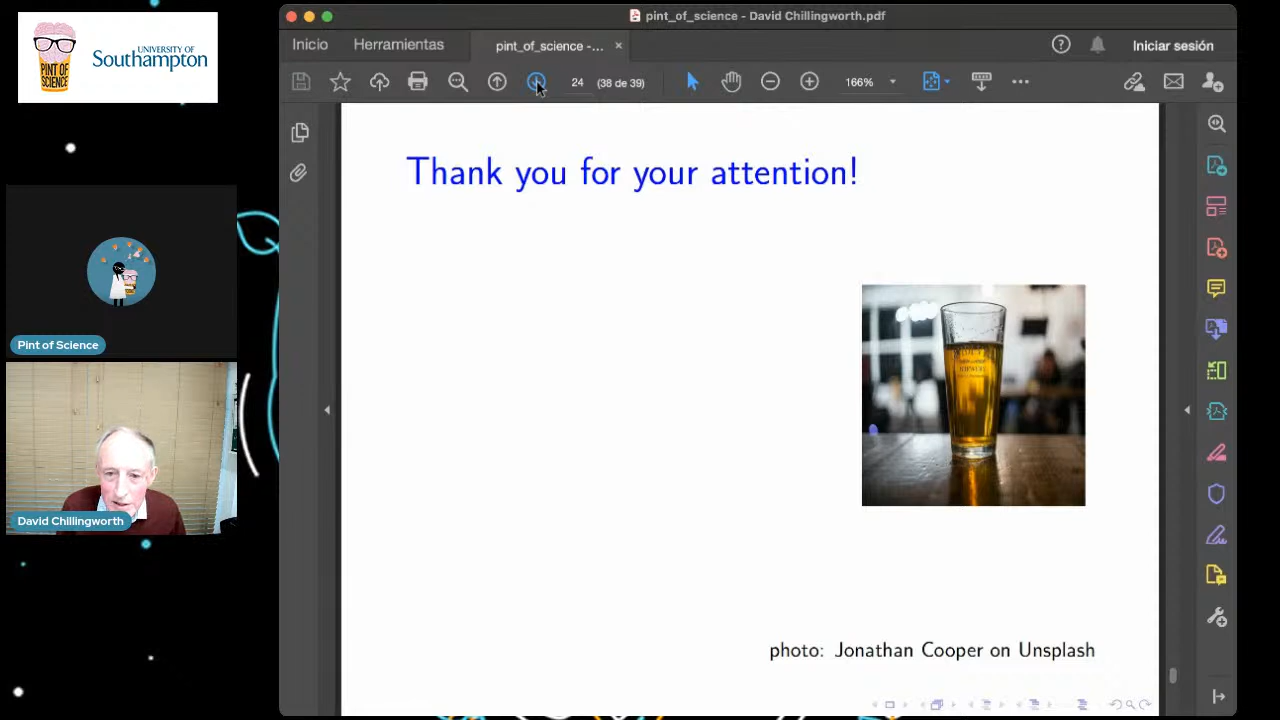 PINT OF
SCIENCE
UNIVERSITY OF
Southampton
pint_of_science - David Chillingworth.pdf
Inicio
Herramientas
pint_of_science -...
Iniciar sesión
24
(38 de 39)
166%
Thank you for your attention!
Pint of Science
David Chillingworth
photo: Jonathan Cooper on Unsplash